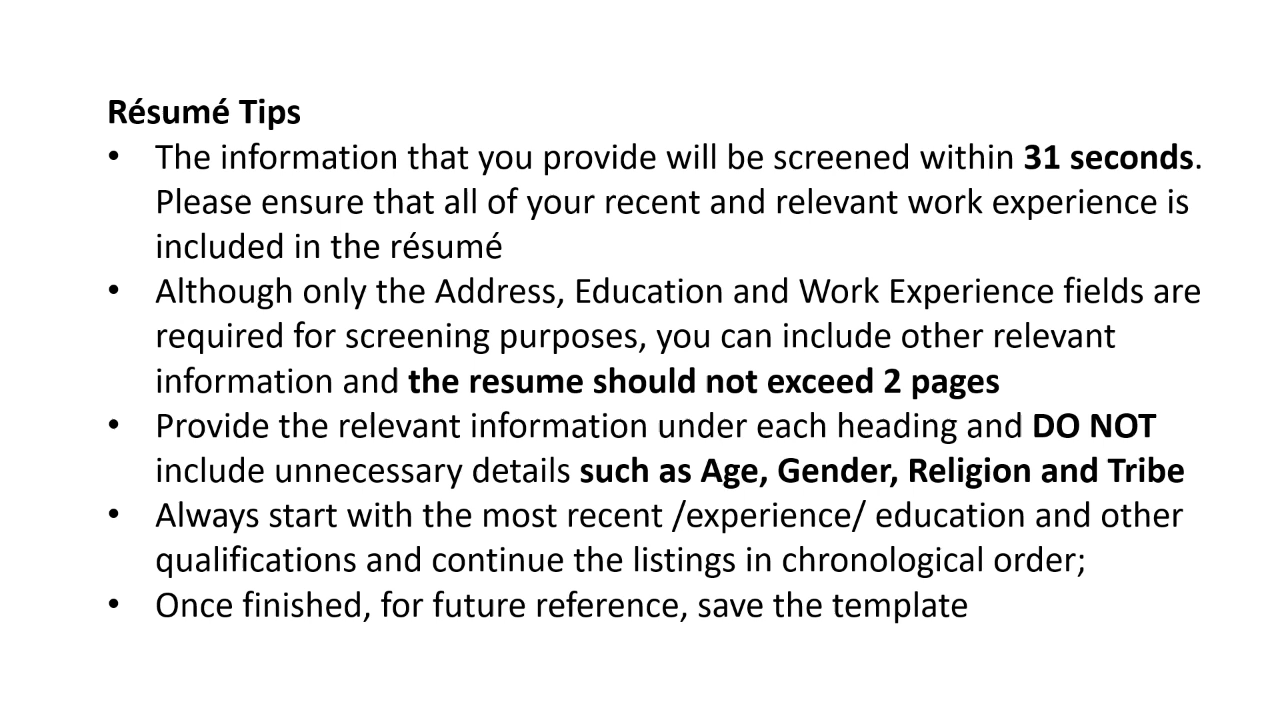 Résumé Tips
• The information that you provide will be screened within 31 seconds.
Please ensure that all of your recent and relevant work experience is
included in the résumé
• Although only the Address, Education and Work Experience fields are
required for screening purposes, you can include other relevant
information and the resume should not exceed 2 pages
• Provide the relevant information under each heading and DO NOT
include unnecessary details such as Age, Gender, Religion and Tribe
• Always start with the most recent /experience/ education and other
qualifications and continue the listings in chronological order;
• Once finished, for future reference, save the template